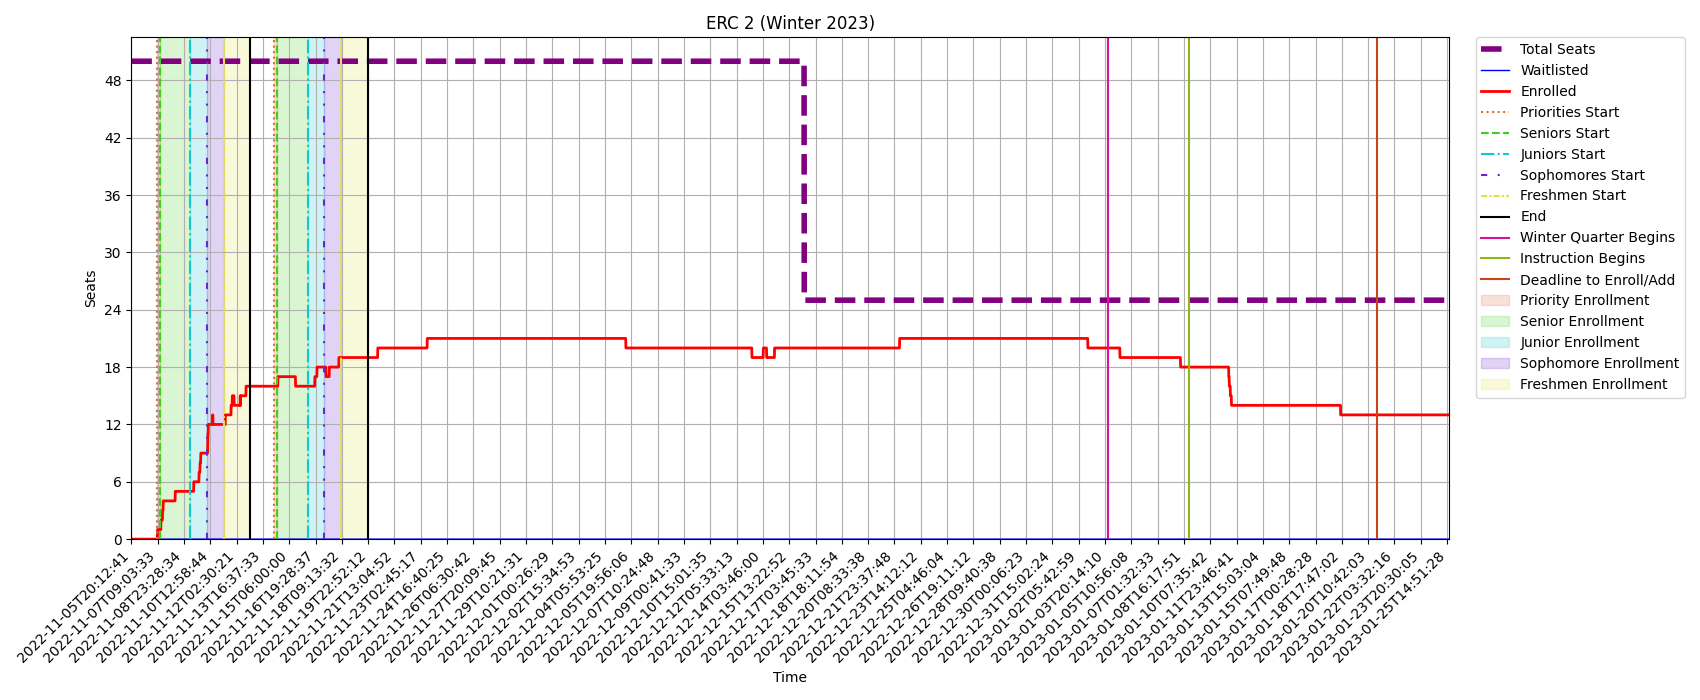 ERC 2 (Winter 2023)
Total Seats
Waitlisted
Enrolled
Priorities Start
Seniors Start
Juniors Start
Sophomores Start
Freshmen Start
End
Winter Quarter Begins
Instruction Begins
Deadline to Enroll/Add
Priority Enrollment
Senior Enrollment
Junior Enrollment
Sophomore Enrollment
Freshmen Enrollment
Seats
48
42
36
30
24
18
12
6
0
2022-11-05T20:12:41
2022-11-07T09:03:33
2022-11-08T23:28:34
2022-11-10T12:58:44
2022-11-12T02:30:21
2022-11-13T16:37:33
2022-11-15T06:00:00
2022-11-16T19:28:37
2022-11-18T09:13:32
2022-11-19T22:52:12
2022-11-21T13:04:52
2022-11-23T02:45:17
2022-11-24T16:40:25
2022-11-26T06:30:42
2022-11-27T20:09:45
2022-11-29T10:21:31
2022-12-01T00:26:29
2022-12-02T15:34:53
2022-12-04T05:53:25
2022-12-05T19:56:06
2022-12-07T10:24:48
2022-12-09T00:41:33
2022-12-10T15:01:35
2022-12-12T05:33:13
2022-12-14T03:46:00
2022-12-15T13:22:52
2022-12-17T03:45:33
2022-12-18T18:11:54
2022-12-20T08:33:38
2022-12-21T23:37:48
2022-12-23T14:12:12
2022-12-25T04:46:04
2022-12-26T19:11:12
2022-12-28T09:40:38
2022-12-30T00:06:23
2022-12-31T15:02:24
2023-01-02T05:42:59
2023-01-03T20:14:10
2023-01-05T10:56:08
2023-01-07T01:32:33
2023-01-08T16:17:51
2023-01-10T07:35:42
2023-01-11T23:46:41
2023-01-13T15:03:04
2023-01-15T07:49:48
2023-01-17T00:28:28
2023-01-18T17:47:02
2023-01-20T10:42:03
2023-01-22T03:32:16
2023-01-23T20:30:05
2023-01-25T14:51:28
Time